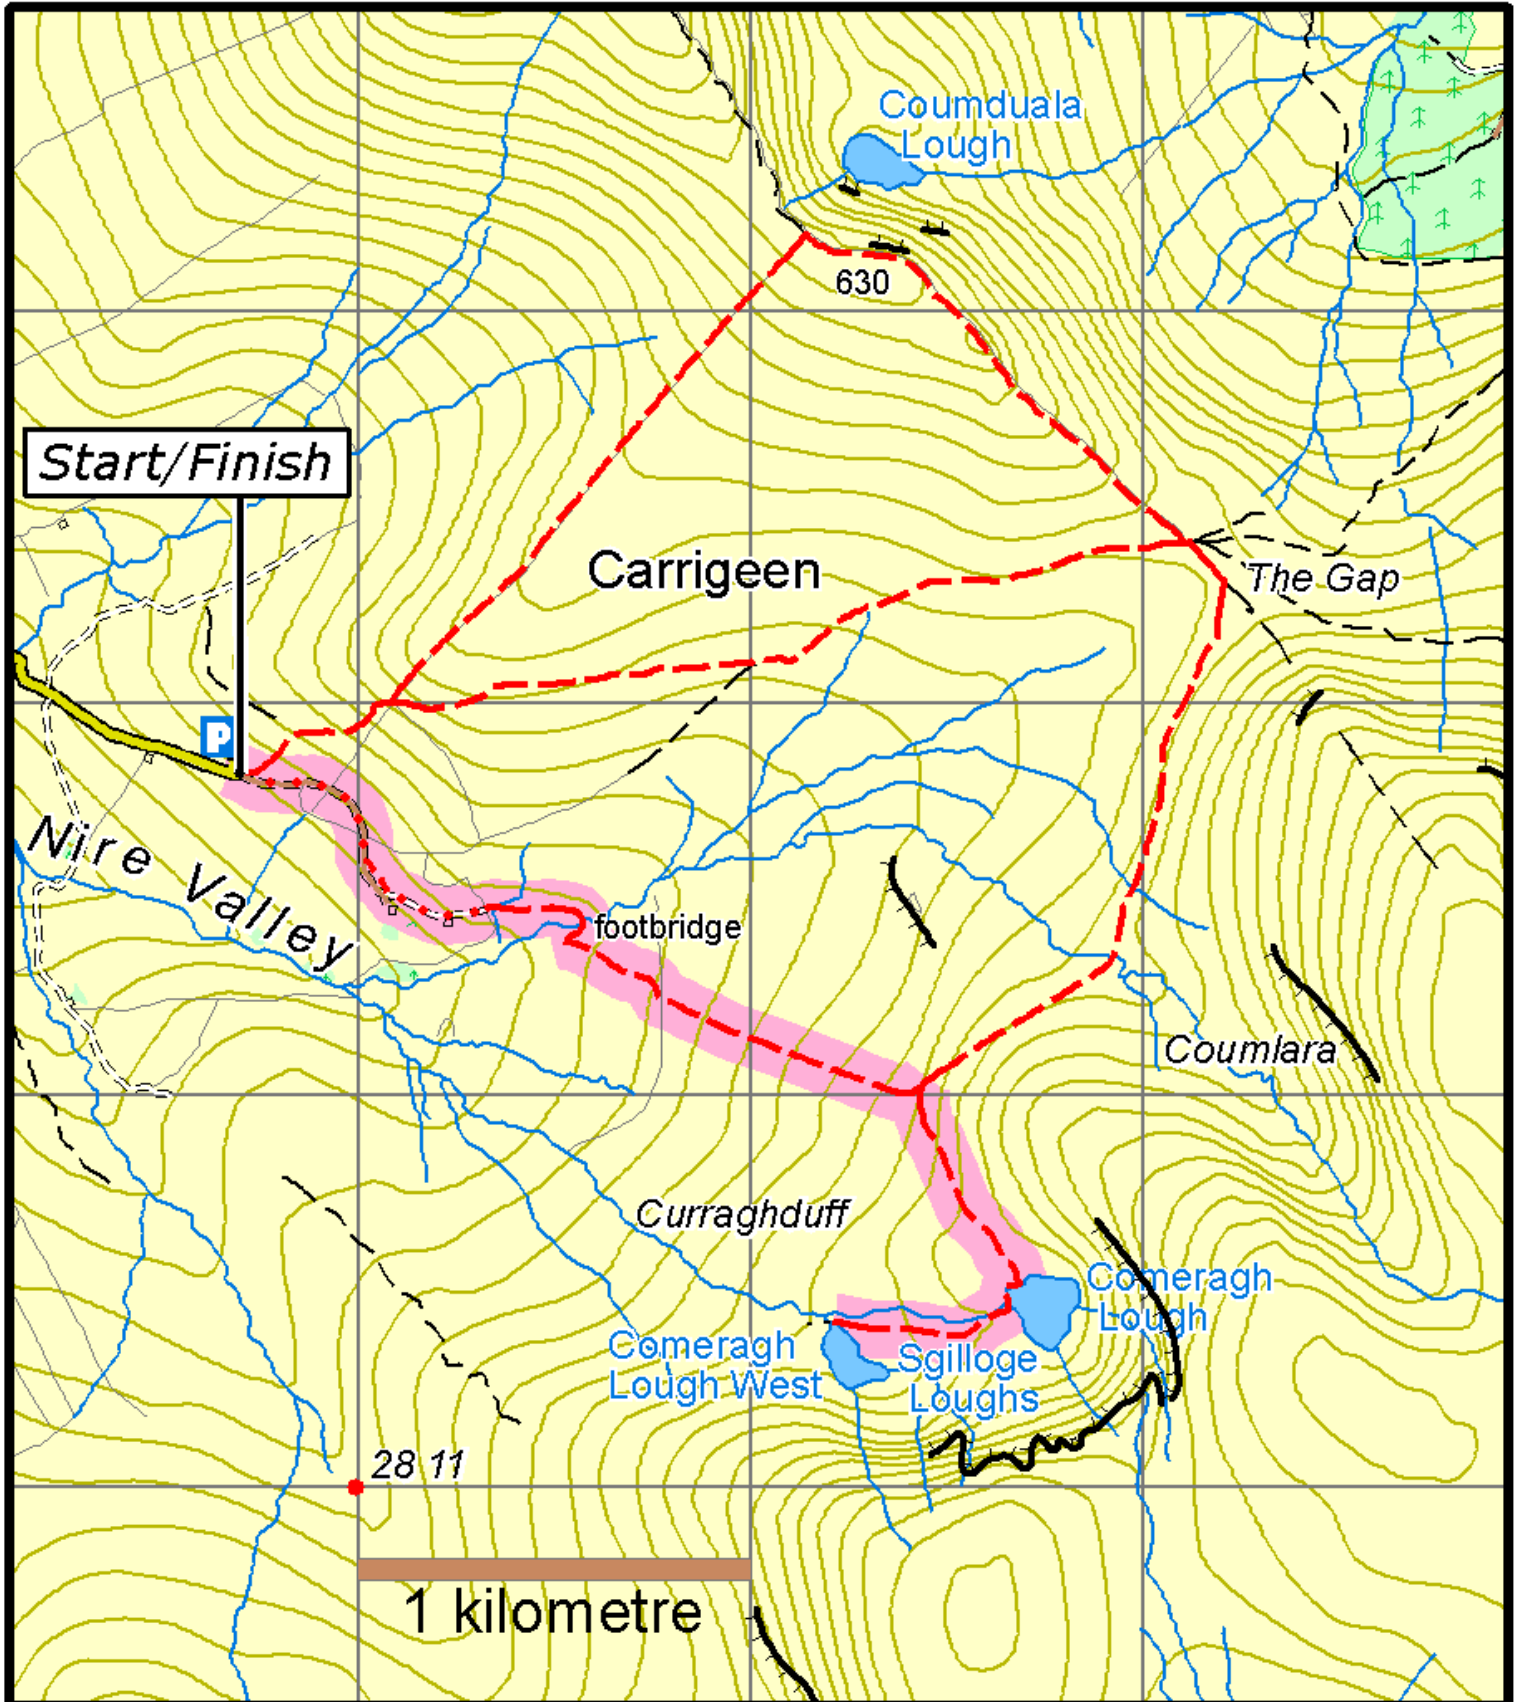 Coumduala
Lough
630
Start/Finish
Carrigeen
The Gap
P
Nire Valley
footbridge
Coumlara
Curraghduff
Comeragh
Lough
Comeragh
Lough West
Sgilloge
Loughs
28 11
1 kilometre